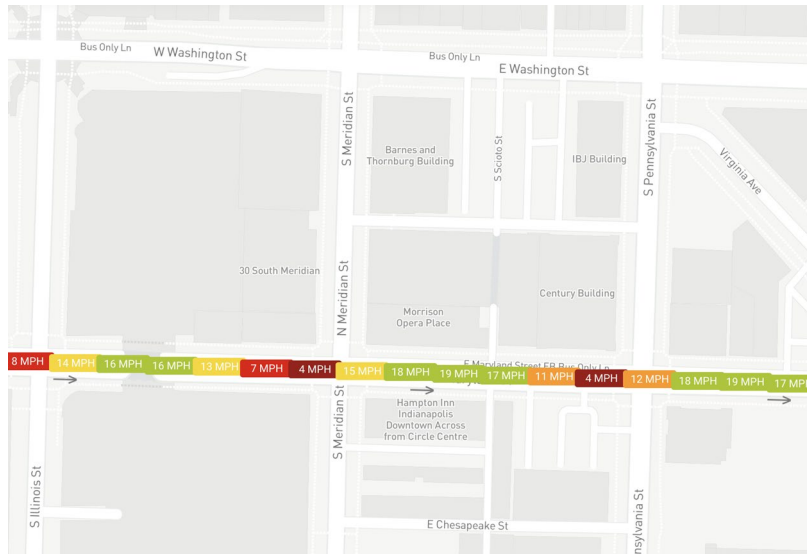 Bus Only Ln
W Washington St
Bus Only Ln
E Washington St
S Meridian St
S Pennsylvania St
Virginia Ave
Barnes and
Thornburg Building
S Scioto St
IBJ Building
30 South Meridian
N Meridian St
Morrison
Opera Place
Century Building
E Maryland Street EB Bus Only Ln
8 MPH
14 MPH
16 MPH
16 MPH
13 MPH
7 MPH
4 MPH
15 MPH
18 MPH
19 MPH
17 MPH
11 MPH
4 MPH
12 MPH
18 MPH
19 MPH
17 MPH
Hampton Inn
Indianapolis
Downtown Across
from Circle Centre
S Meridian St
S Illinois St
E Chesapeake St
nsylvania St